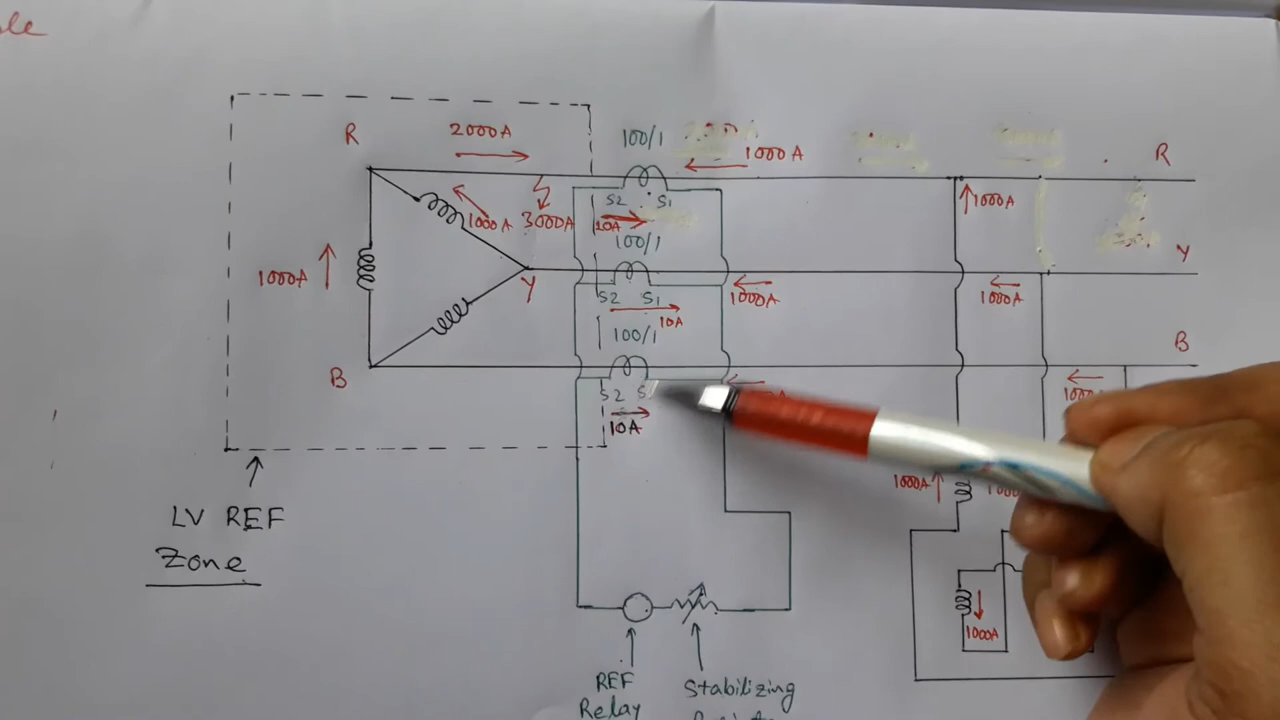 R
2000A
100/1
1000A
R
1000A
3000A
S2 S1
10A
1000A
1000A
100/1
Y
Y
S2 S1
10A
1000A
1000A
100/1
B
B
S2
10A
LV REF
Zone
1000A
1000A
REF
Relay
Stabilizing